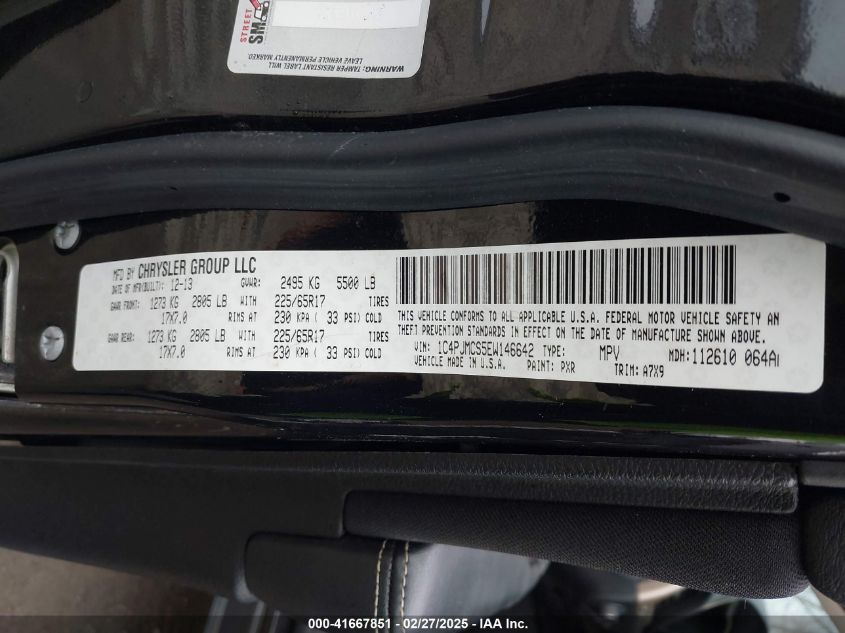 STREET
SM
WARNING: TAMPER RESISTANT LABEL WILL
LEAVE VEHICLE PERMANENTLY MARKED.
MFD BY CHRYSLER GROUP LLC
DATE OF MFR(BUILT): 12-13 GVWR: 2495 KG 5500 LB
GAWR FRONT: 1273 KG 2805 LB WITH 225/65R17 TIRES
17X7.0 RIMS AT 230 KPA ( 33 PSI) COLD
GAWR REAR: 1273 KG 2805 LB WITH 225/65R17 TIRES
17X7.0 RIMS AT 230 KPA ( 33 PSI) COLD
THIS VEHICLE CONFORMS TO ALL APPLICABLE U.S.A. FEDERAL MOTOR VEHICLE SAFETY AN
THEFT PREVENTION STANDARDS IN EFFECT ON THE DATE OF MANUFACTURE SHOWN ABOVE.
VIN: 1C4PJMCS5EW146642 TYPE: MPV MDH:112610 064A
VEHICLE MADE IN U.S.A. PAINT: PXR TRIM: A7X9
000-41667851 - 02/27/2025 - IAA Inc.